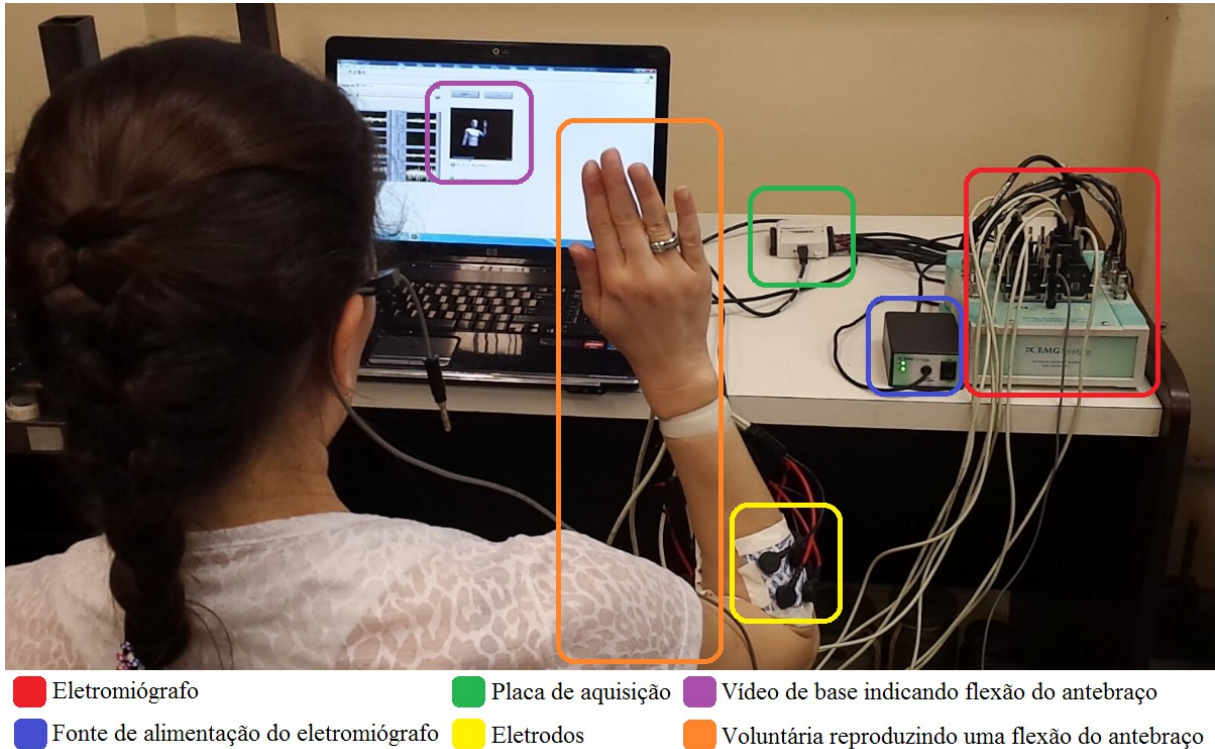 EMG System
Eletromiógrafo
Placa de aquisição
Vídeo de base indicando flexão do antebraço
Fonte de alimentação do eletromiógrafo
Eletrodos
Voluntária reproduzindo uma flexão do antebraço